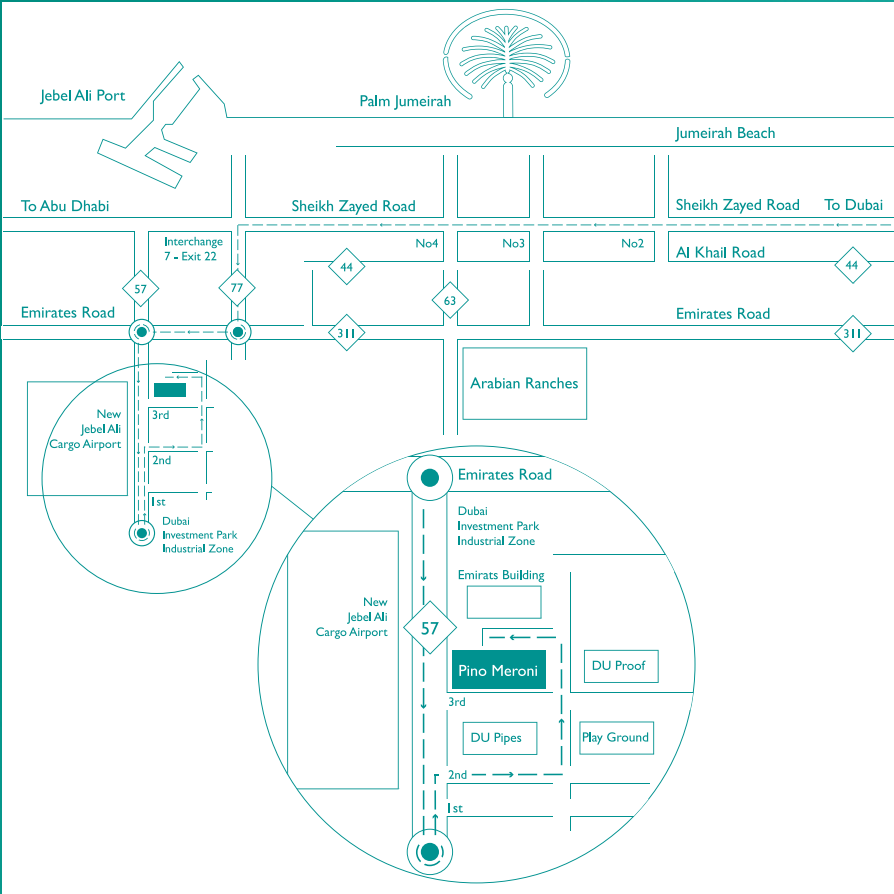 Jebel Ali Port
Palm Jumeirah
Jumeirah Beach
To Abu Dhabi
Sheikh Zayed Road
Sheikh Zayed Road
To Dubai
Interchange
7 - Exit 22
No4
No3
No2
Al Khail Road
44
44
57
77
63
Emirates Road
Emirates Road
311
311
Arabian Ranches
New
Jebel Ali
Cargo Airport
3rd
2nd
1st
Dubai
Investment Park
Industrial Zone
Emirates Road
Dubai
Investment Park
Industrial Zone
Emirats Building
New
Jebel Ali
Cargo Airport
57
Pino Meroni
DU Proof
3rd
DU Pipes
Play Ground
2nd
1st